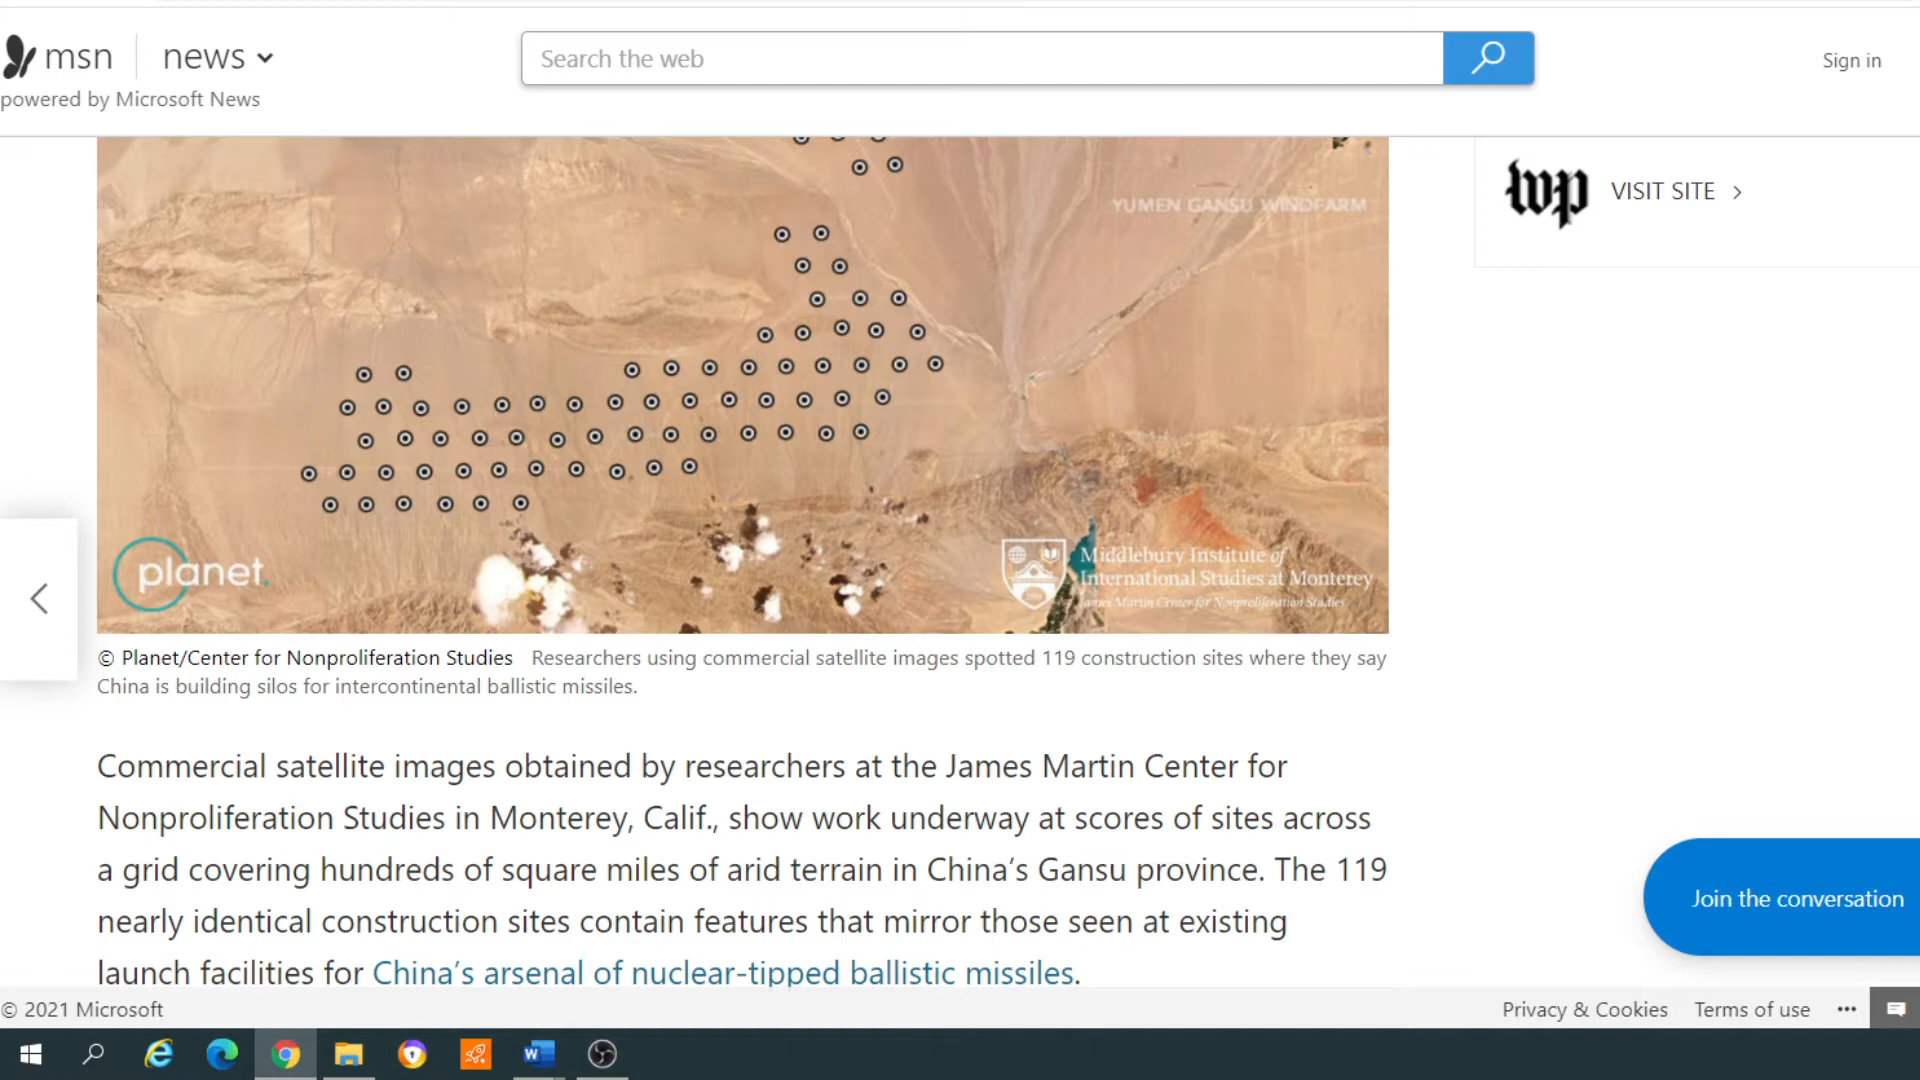 msn news
Search the web
Sign in
powered by Microsoft News
wp VISIT SITE
YUMEN GANSU WINDFARM
planet.
Middlebury Institute of
International Studies at Monterey
James Martin Center for Nonproliferation Studies
© Planet/Center for Nonproliferation Studies Researchers using commercial satellite images spotted 119 construction sites where they say
China is building silos for intercontinental ballistic missiles.
Commercial satellite images obtained by researchers at the James Martin Center for
Nonproliferation Studies in Monterey, Calif., show work underway at scores of sites across
a grid covering hundreds of square miles of arid terrain in China’s Gansu province. The 119
nearly identical construction sites contain features that mirror those seen at existing
launch facilities for China’s arsenal of nuclear-tipped ballistic missiles.
Join the conversation
© 2021 Microsoft
Privacy & Cookies Terms of use ...